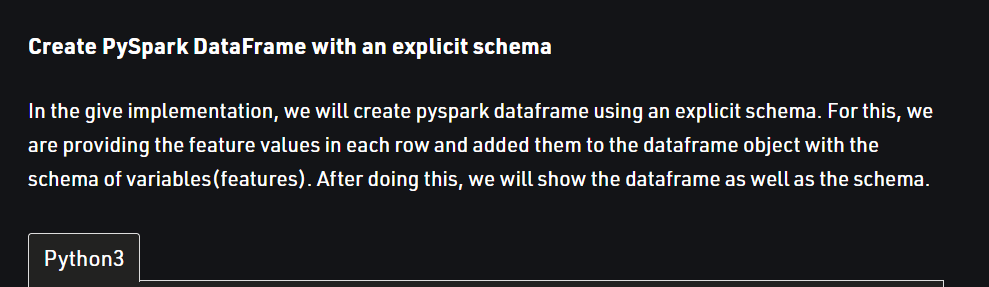 Create PySpark DataFrame with an explicit schema
In the give implementation, we will create pyspark dataframe using an explicit schema. For this, we
are providing the feature values in each row and added them to the dataframe object with the
schema of variables(features). After doing this, we will show the dataframe as well as the schema.
Python3